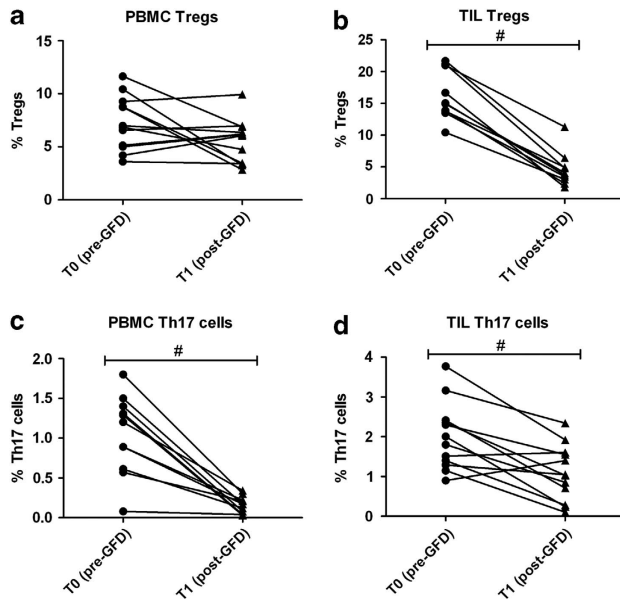 a
PBMC Tregs
% Tregs
15
10
5
0
T0 (pre-GFD)
T1 (post-GFD)
b
TIL Tregs
#
% Tregs
25
20
15
10
5
0
T0 (pre-GFD)
T1 (post-GFD)
c
PBMC Th17 cells
#
% Th17 cells
2.0
1.5
1.0
0.5
0.0
T0 (pre-GFD)
T1 (post-GFD)
d
TIL Th17 cells
#
% Th17 cells
4
3
2
1
0
T0 (pre-GFD)
T1 (post-GFD)